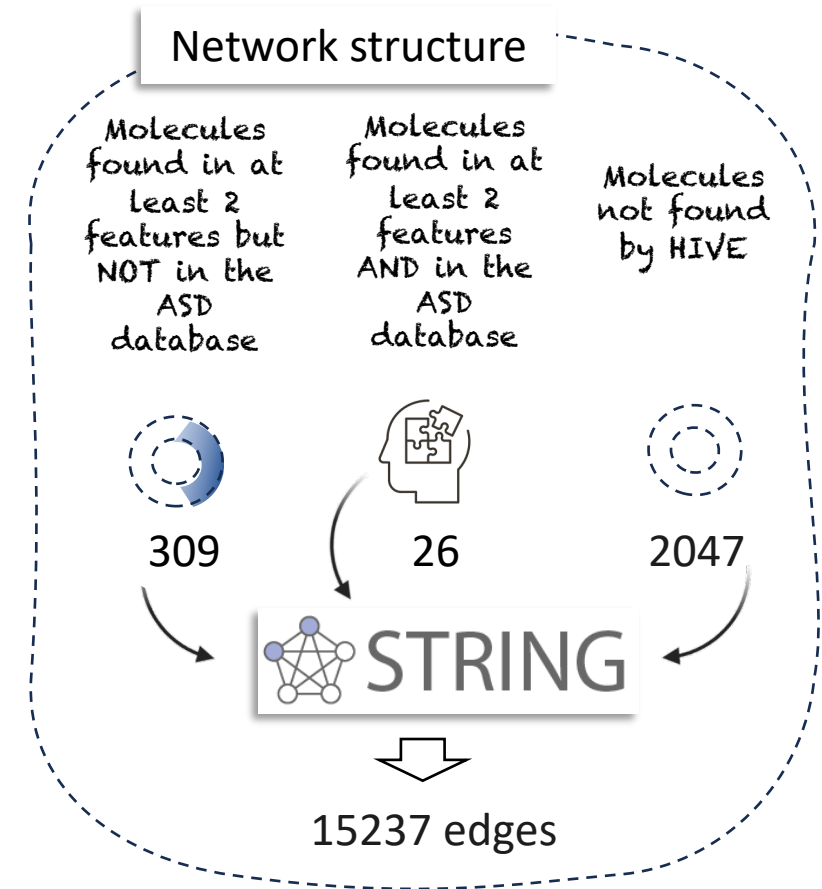 Network structure
Molecules
found in at
least 2
features but
NOT in the
ASD
database
Molecules
found in at
least 2
features
AND in the
ASD
database
Molecules
not found
by HIVE
309
26
2047
STRING
15237 edges